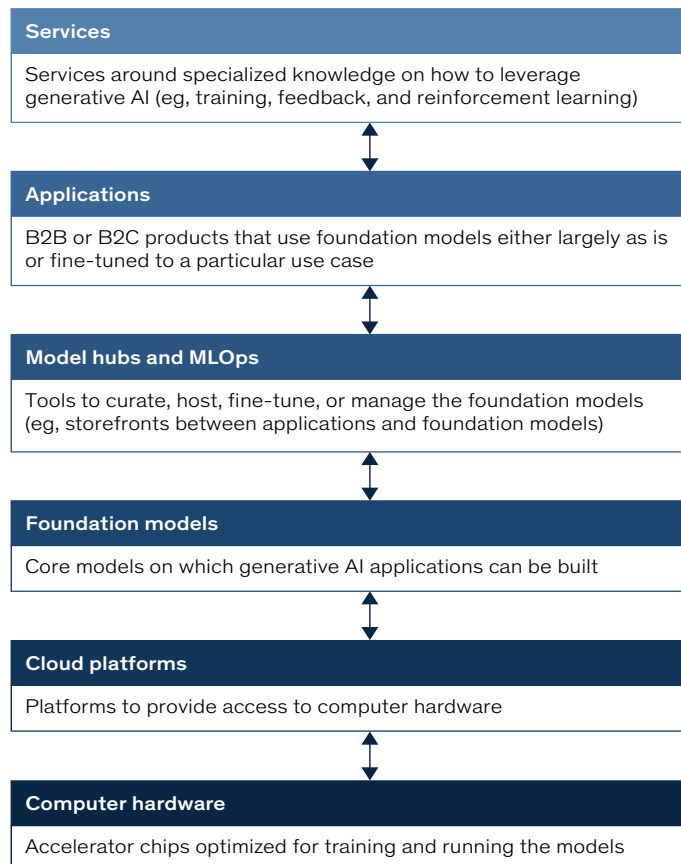 Services
Services around specialized knowledge on how to leverage
generative AI (eg, training, feedback, and reinforcement learning)
Applications
B2B or B2C products that use foundation models either largely as is
or fine-tuned to a particular use case
Model hubs and MLOps
Tools to curate, host, fine-tune, or manage the foundation models
(eg, storefronts between applications and foundation models)
Foundation models
Core models on which generative AI applications can be built
Cloud platforms
Platforms to provide access to computer hardware
Computer hardware
Accelerator chips optimized for training and running the models